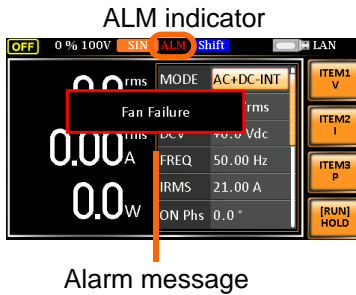 ALM indicator
OFF 0 % 100V SIN ALM Shift LAN
rms MODE AC+DC-INT ITEM1 V
Fan Failure
rms
ITEM2 I
rms DCV +0.0 Vdc
0.00 A FREQ 50.00 Hz ITEM3 P
IRMS 21.00 A
0.0 W ON Phs 0.0 ° [RUN] HOLD
Alarm message